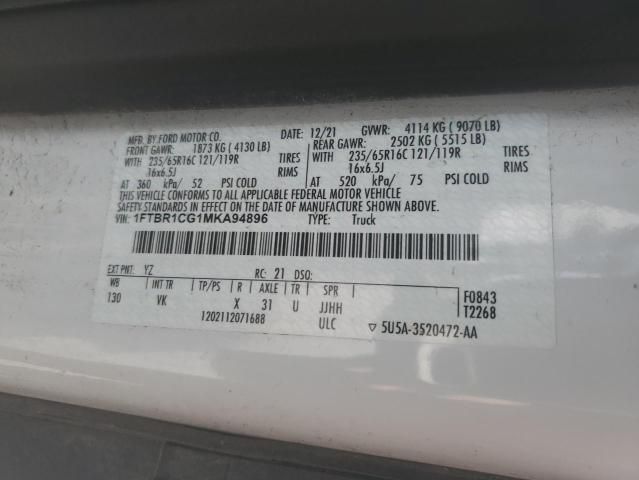 MFD. BY FORD MOTOR CO. 12/21 GVWR: 4114 KG ( 9070 LB)
FRONT GAWR: 1873 KG ( 4130 LB) REAR GAWR: 2502 KG ( 5515 LB)
WITH 235/65R16C 121/119R TIRES WITH 235/65R16C 121/119R TIRES
16x6.5J RIMS 16x6.5J RIMS
AT 360 kPa/ 52 PSI COLD AT 520 kPa/ 75 PSI COLD
THIS VEHICLE CONFORMS TO ALL APPLICABLE FEDERAL MOTOR VEHICLE
SAFETY STANDARDS IN EFFECT ON THE DATE OF MANUFACTURE SHOWN ABOVE.
VIN: 1FTBR1CG1MKA94896 TYPE: Truck
EXT PNT: YZ RC: 21 DSO:
WB INT TR TP/PS R AXLE TR SPR F0843
130 VK X 31 U JJHH T2268
1202112071688 ULC ▽ 5U5A-3520472-AA